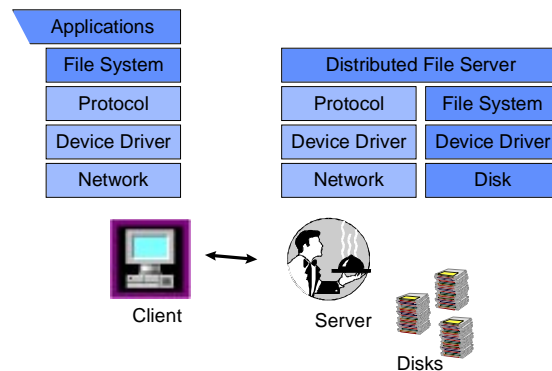 Applications
File System
Protocol
Device Driver
Network
Distributed File Server
Protocol
File System
Device Driver
Device Driver
Network
Disk
Client
Server
Disks